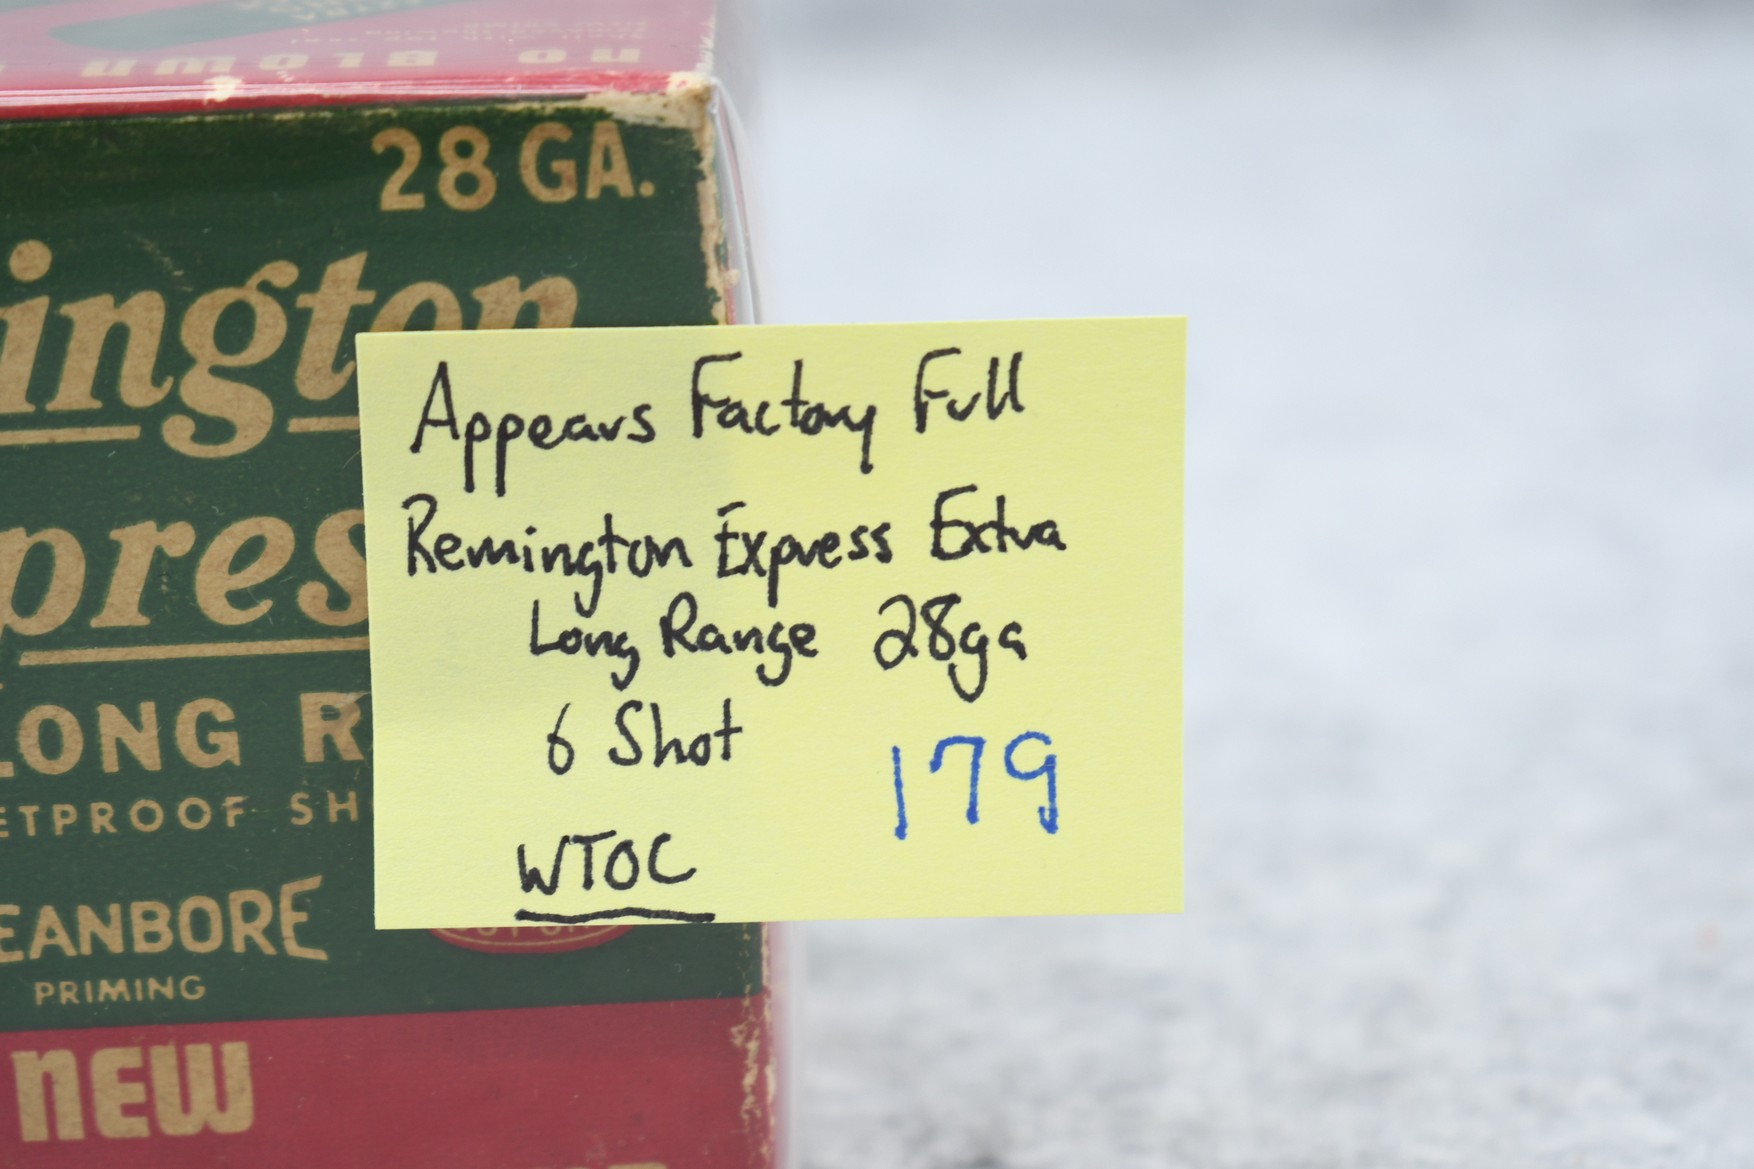 no BLOWN
28 GA.
ington
pres
LONG R
ETPROOF SH
EANBORE
PRIMING
NEW
Appears Factory Full
Remington Express Extra
Long Range 28ga
6 Shot
179
WTOC